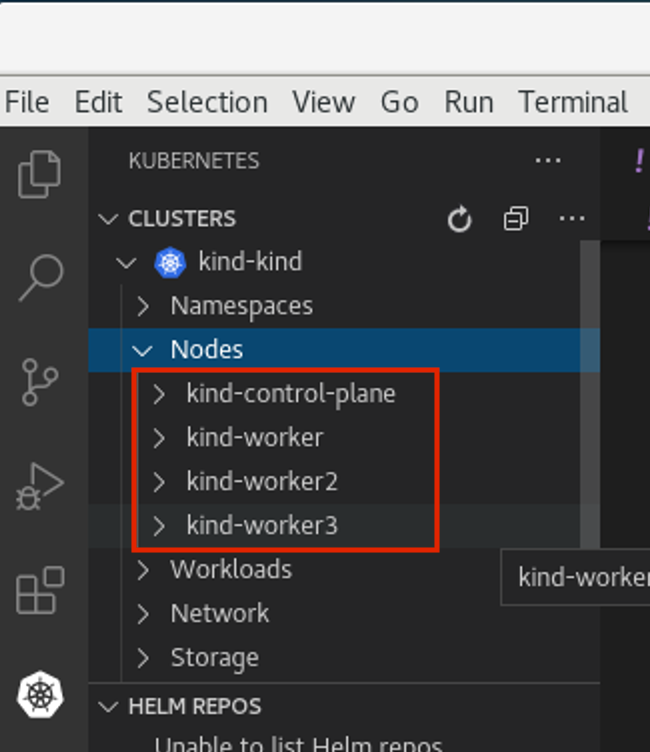 File Edit Selection View Go Run Terminal
KUBERNETES
CLUSTERS
kind-kind
Namespaces
Nodes
kind-control-plane
kind-worker
kind-worker2
kind-worker3
Workloads
kind-worker
Network
Storage
HELM REPOS
Unable to list Helm repos